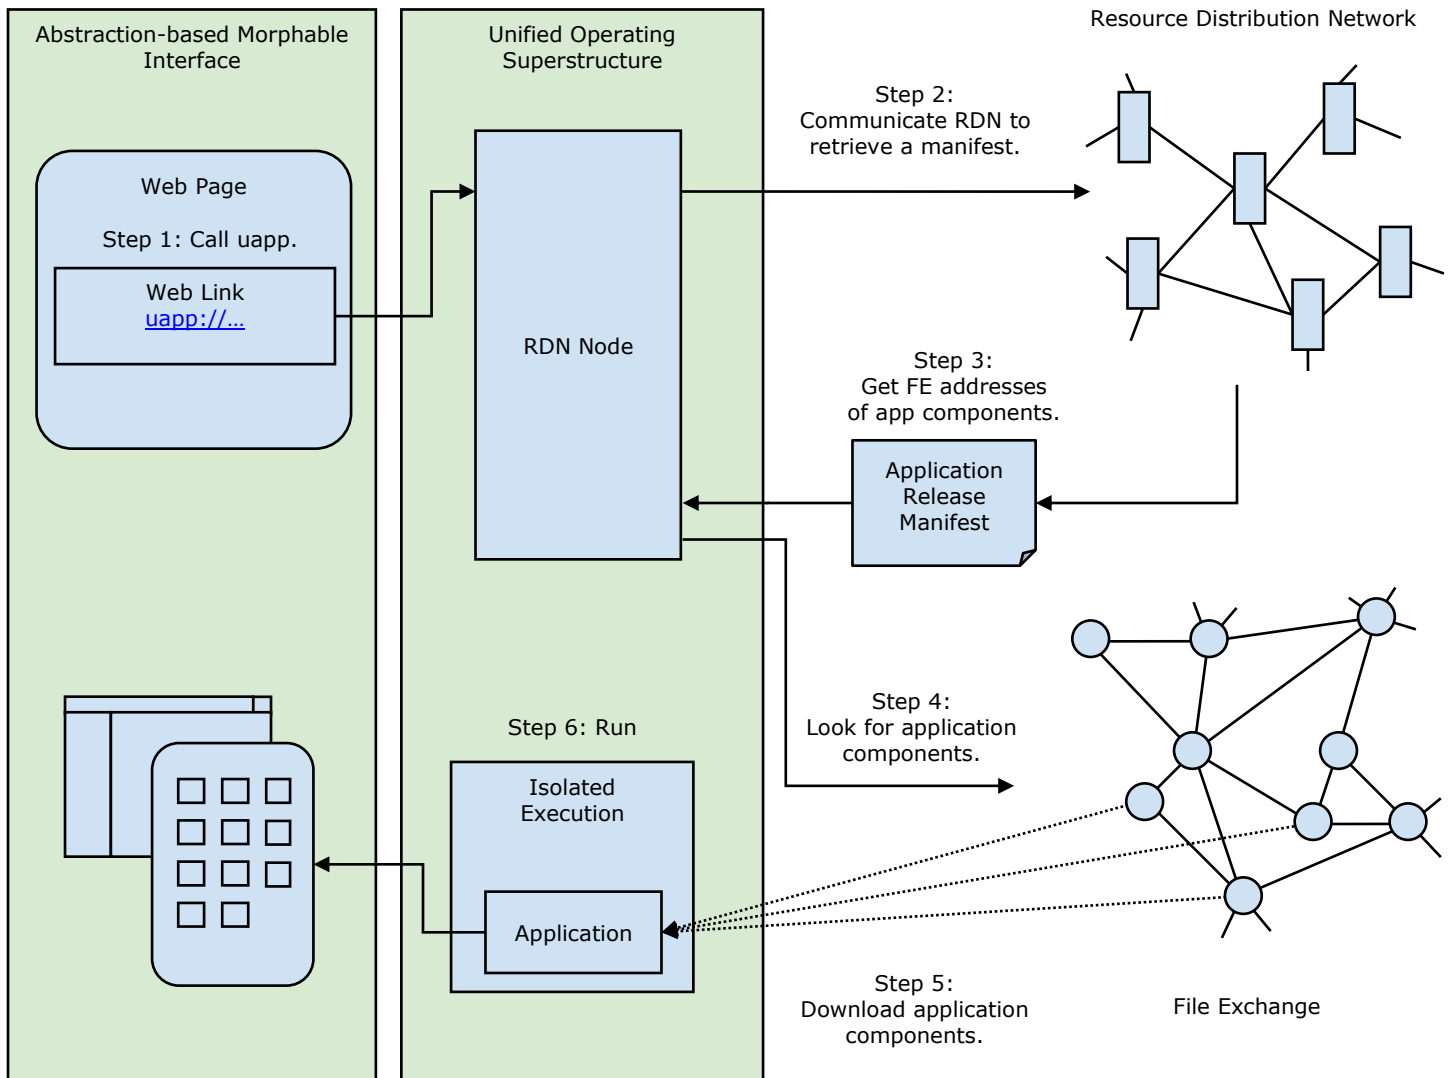 Abstraction-based Morphable
Interface
Unified Operating
Superstructure
Resource Distribution Network
Web Page
Step 1: Call uapp.
Web Link
uapp://…
RDN Node
Step 2:
Communicate RDN to
retrieve a manifest.
Step 3:
Get FE addresses
of app components.
Application
Release
Manifest
Step 4:
Look for application
components.
Step 6: Run
Isolated
Execution
Application
Step 5:
Download application
components.
File Exchange